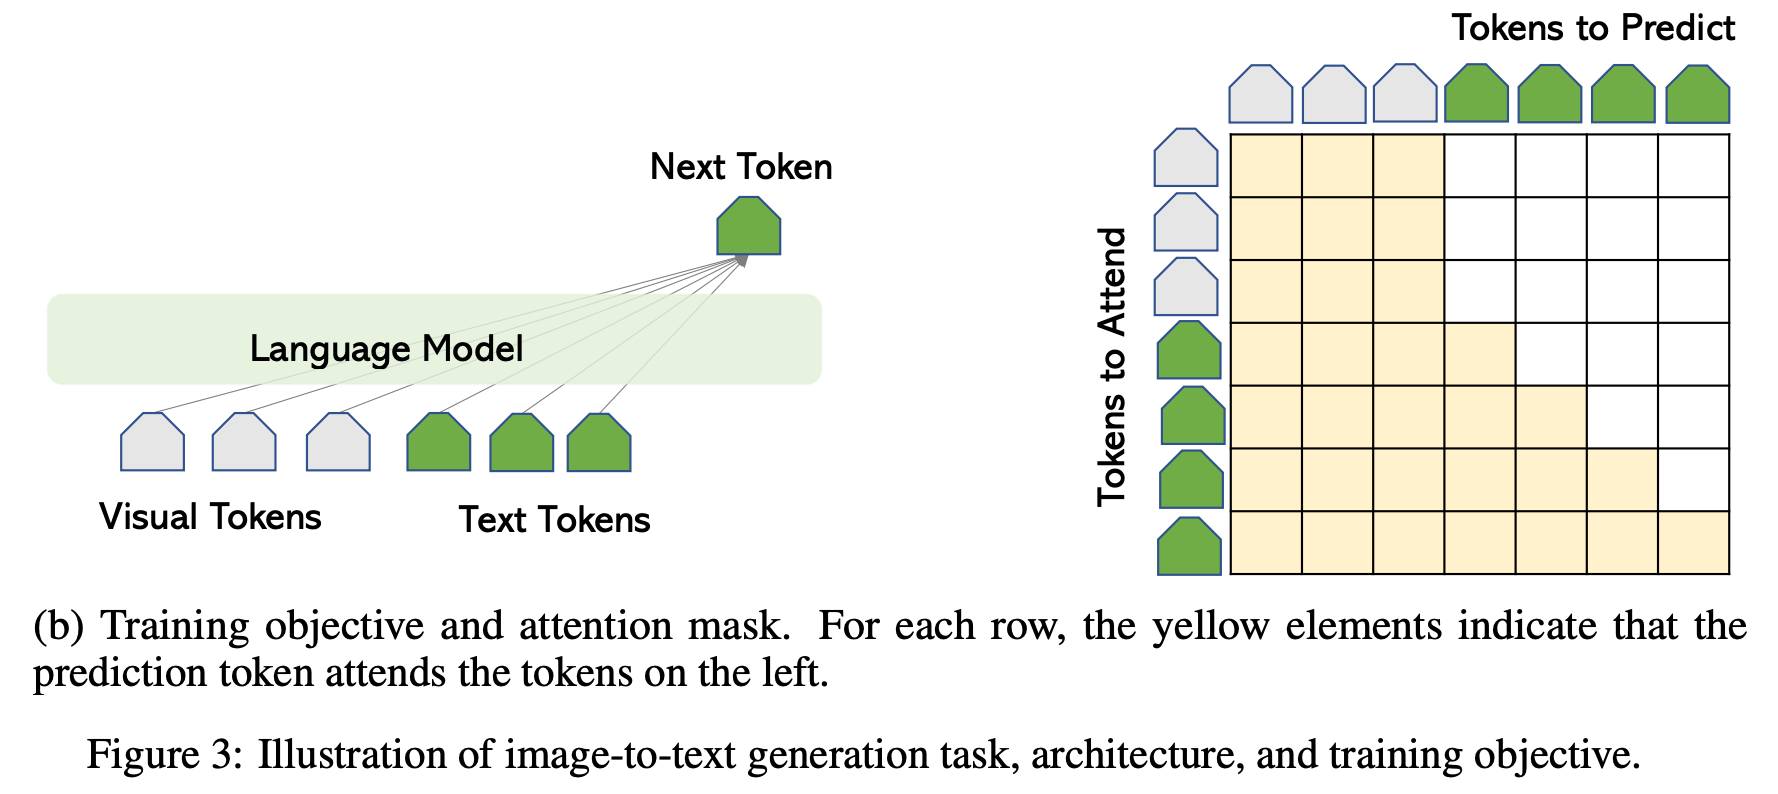 Tokens to Predict
Next Token
Language Model
Tokens to Attend
Visual Tokens
Text Tokens
(b) Training objective and attention mask. For each row, the yellow elements indicate that the
prediction token attends the tokens on the left.
Figure 3: Illustration of image-to-text generation task, architecture, and training objective.